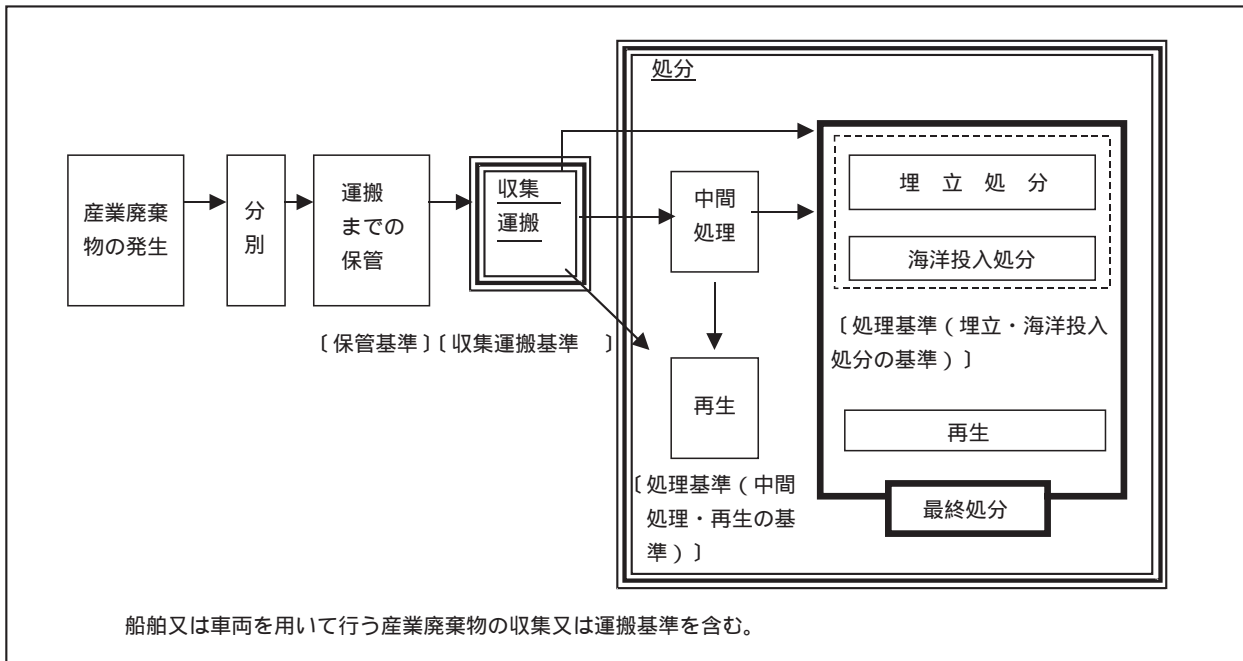 処分
産業廃棄
物の発生
分
別
運搬
までの
保管
収集
運搬
中間
処理
埋 立 処 分
海洋投入処分
〔保管基準〕〔収集運搬基準 〕
〔処理基準(埋立・海洋投入
処分の基準)〕
再生
再生
〔処理基準(中間
処理・再生の基
準)〕
最終処分
船舶又は車両を用いて行う産業廃棄物の収集又は運搬基準を含む。